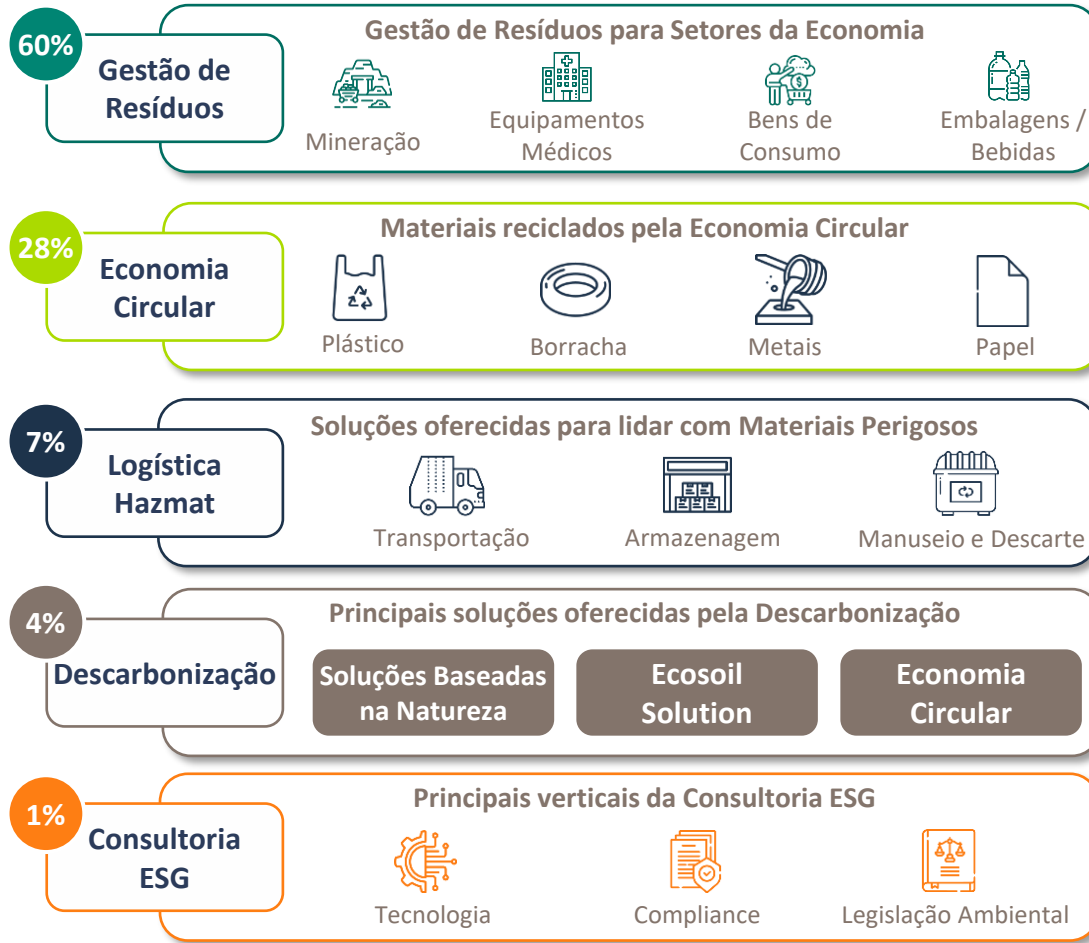 60%
Gestão de
Resíduos
Gestão de Resíduos para Setores da Economia
Mineração
Equipamentos
Médicos
Bens de
Consumo
Embalagens /
Bebidas
28%
Economia
Circular
Materiais reciclados pela Economia Circular
Plástico
Borracha
Metais
Papel
7%
Logística
Hazmat
Soluções oferecidas para lidar com Materiais Perigosos
Transportação
Armazenagem
Manuseio e Descarte
4%
Descarbonização
Principais soluções oferecidas pela Descarbonização
Soluções Baseadas
na Natureza
Ecosoil
Solution
Economia
Circular
1%
Consultoria
ESG
Principais verticais da Consultoria ESG
Tecnologia
Compliance
Legislação Ambiental